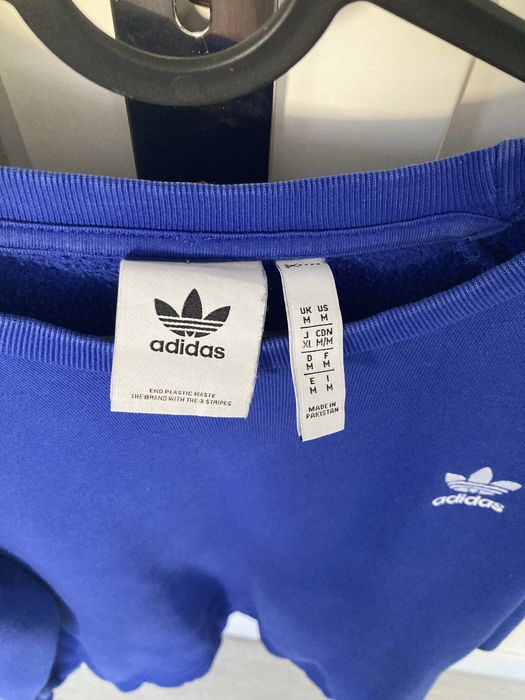 adidas
END PLASTIC WASTE
THE BRAND WITH THE 3 STRIPES
UK US
M M
J CDN
XL M/M
D F
M M
E I
M M
MADE IN
PAKISTAN
adidas